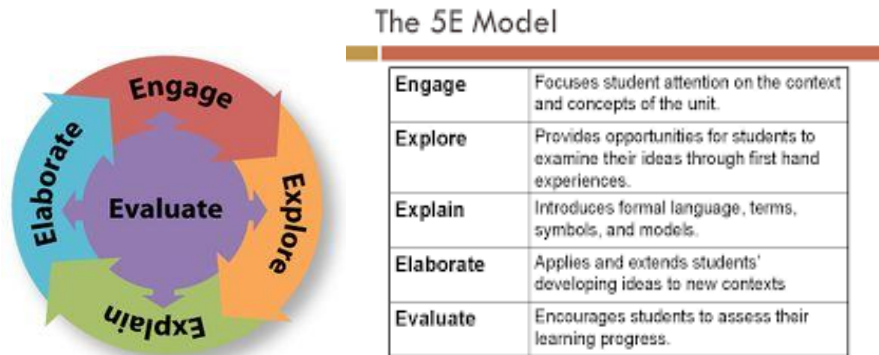 Engage
Explore
Explain
Elaborate
Evaluate
The 5E Model
Engage
Focuses student attention on the context
and concepts of the unit.
Explore
Provides opportunities for students to
examine their ideas through first hand
experiences.
Explain
Introduces formal language, terms,
symbols, and models.
Elaborate
Applies and extends students'
developing ideas to new contexts
Evaluate
Encourages students to assess their
learning progress.